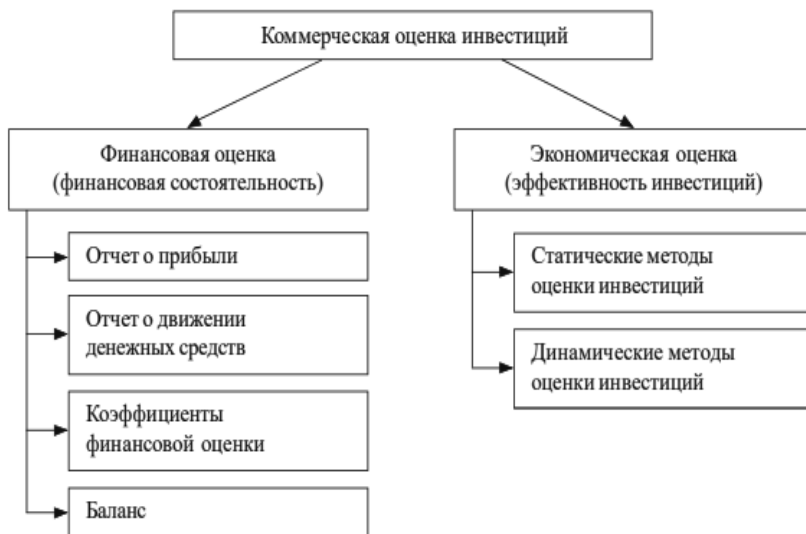 Коммерческая оценка инвестиций
Финансовая оценка
(финансовая состоятельность)
Отчет о прибыли
Отчет о движении
денежных средств
Коэффициенты
финансовой оценки
Баланс
Экономическая оценка
(эффективность инвестиций)
Статические методы
оценки инвестиций
Динамические методы
оценки инвестиций